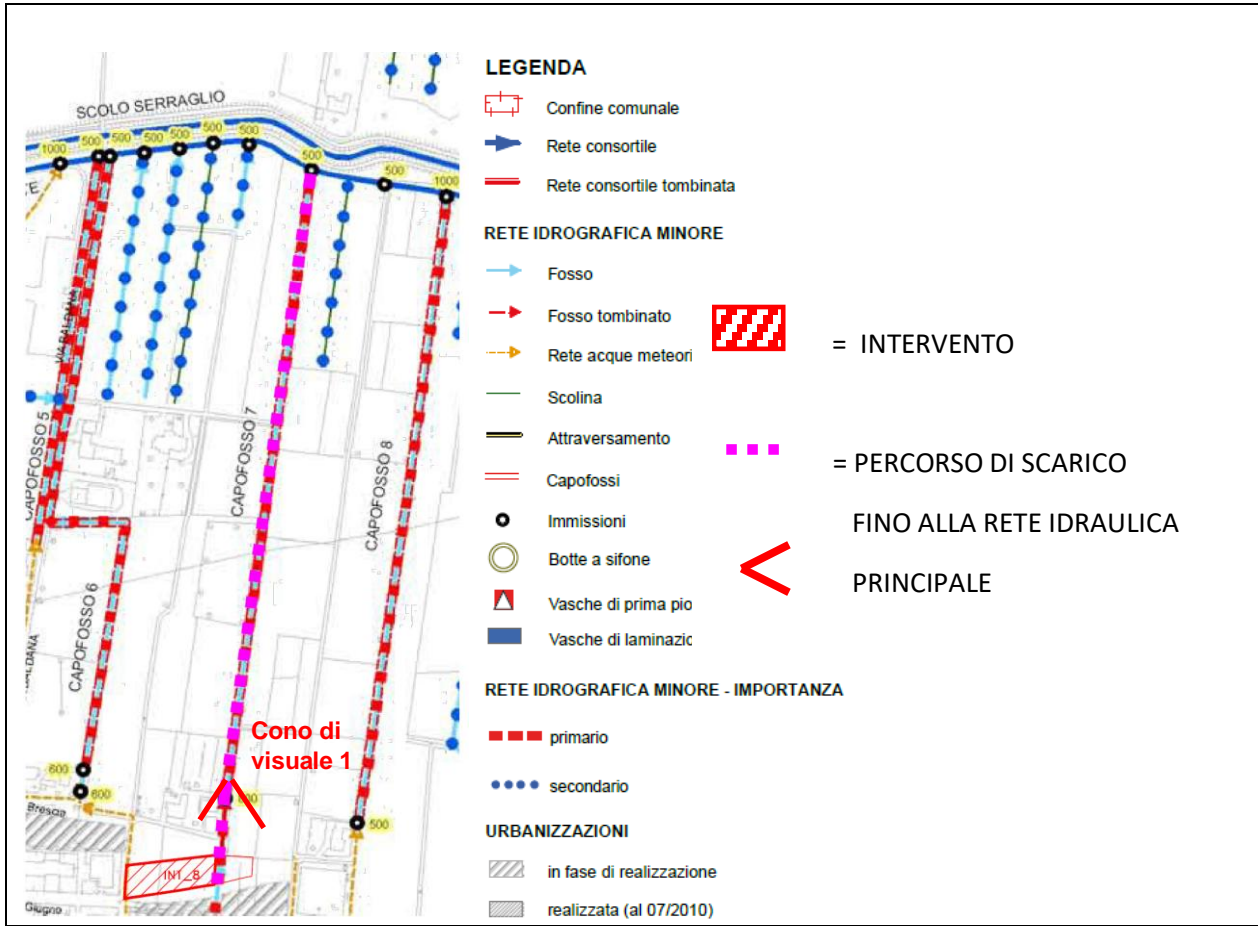 SCOLO SERRAGLIO
1000
500
500
500
500
500
500
500
500
1000
TE
VIA BALDANA
CAPOFOSSO 5
CAPOFOSSO 7
CAPOFOSSO 8
CAPOFOSSO 6
ALDANA
Cono di
visuale 1
600
600
500
Brescia
INT_8
Giugno
LEGENDA
Confine comunale
Rete consortile
Rete consortile tombinata
RETE IDROGRAFICA MINORE
Fosso
Fosso tombinato
Rete acque meteori
Scolina
Attraversamento
Capofossi
Immissioni
Botte a sifone
Vasche di prima pio
Vasche di laminazio
RETE IDROGRAFICA MINORE - IMPORTANZA
primario
secondario
URBANIZZAZIONI
in fase di realizzazione
realizzata (al 07/2010)
= INTERVENTO
= PERCORSO DI SCARICO
FINO ALLA RETE IDRAULICA
PRINCIPALE